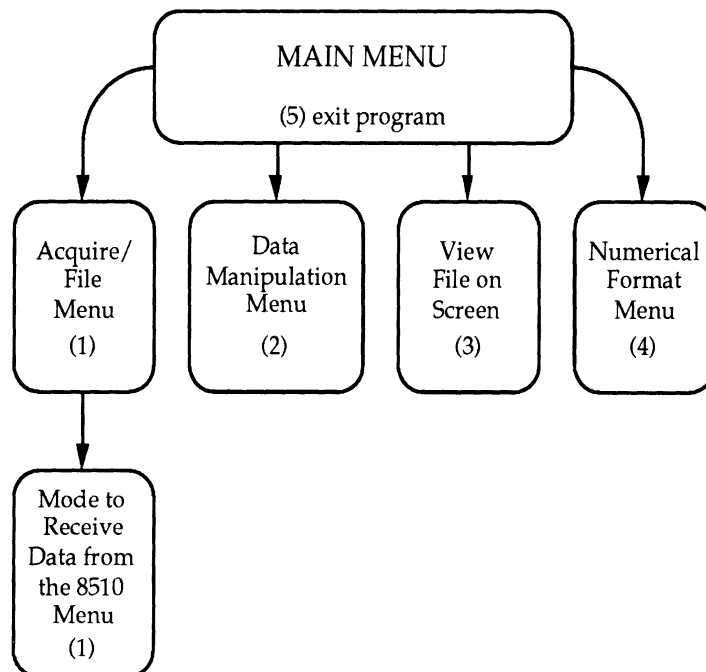 MAIN MENU
(5) exit program
Acquire/
File
Menu
(1)
Data
Manipulation
Menu
(2)
View
File on
Screen
(3)
Numerical
Format
Menu
(4)
Mode to
Receive
Data from
the 8510
Menu
(1)